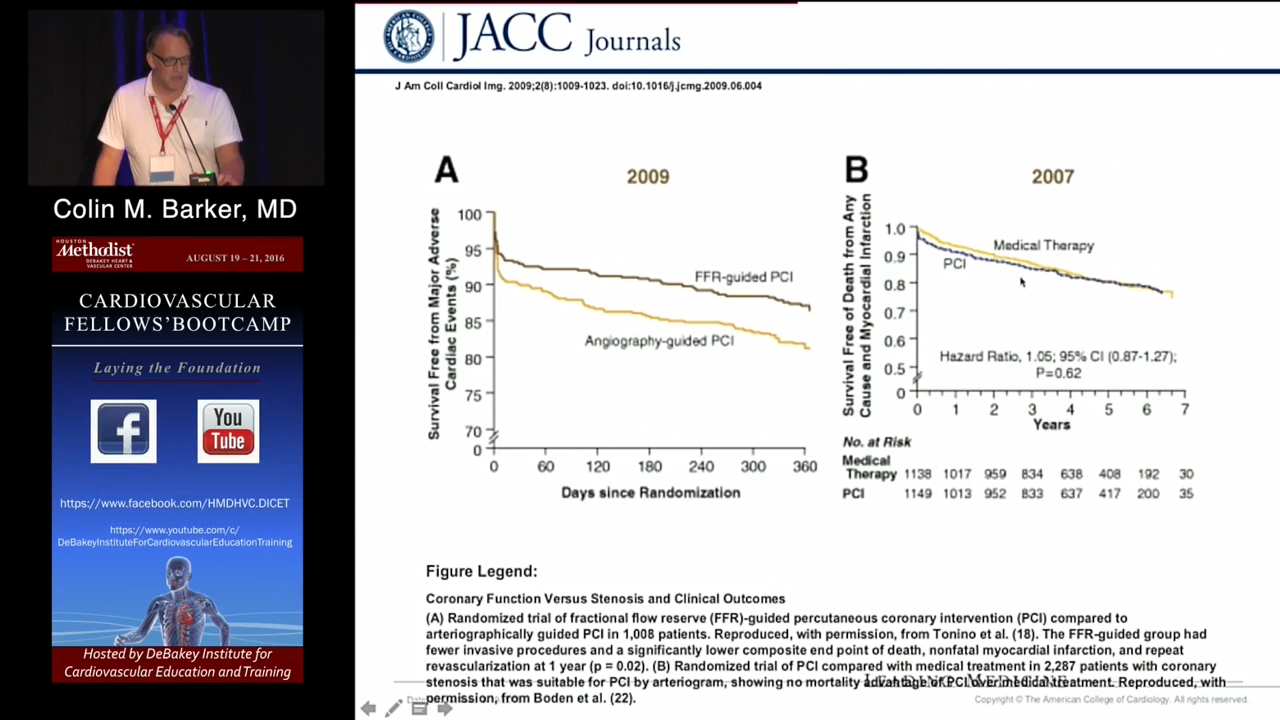 Colin M. Barker, MD
HOUSTON
Methodist
DEBAKEY HEART &
VASCULAR CENTER
AUGUST 19 – 21, 2016
CARDIOVASCULAR
FELLOWS'BOOTCAMP
Laying the Foundation
f
You
Tube
https://www.facebook.com/HMDHVC.DICET
https://www.youtube.com/c/
DeBakeyInstituteForCardiovascularEducationTraining
Hosted by DeBakey Institute for
Cardiovascular Education and Training
JACC Journals
J Am Coll Cardiol Img. 2009;2(8):1009-1023. doi:10.1016/j.jcmg.2009.06.004
A
2009
Survival Free from Major Adverse
Cardiac Events (%)
100
95
90
85
80
75
70
0
FFR-guided PCI
Angiography-guided PCI
0 60 120 180 240 300 360
Days since Randomization
B
2007
Survival Free of Death from Any
Cause and Myocardial Infarction
1.0
0.9
0.8
0.7
0.6
0.5
0
Medical Therapy
PCI
Hazard Ratio, 1.05; 95% CI (0.87-1.27);
P=0.62
0 1 2 3 4 5 6 7
Years
No. at Risk
Medical
Therapy 1138 1017 959 834 638 408 192 30
PCI 1149 1013 952 833 637 417 200 35
Figure Legend:
Coronary Function Versus Stenosis and Clinical Outcomes
(A) Randomized trial of fractional flow reserve (FFR)-guided percutaneous coronary intervention (PCI) compared to
arteriographically guided PCI in 1,008 patients. Reproduced, with permission, from Tonino et al. (18). The FFR-guided group had
fewer invasive procedures and a significantly lower composite end point of death, nonfatal myocardial infarction, and repeat
revascularization at 1 year (p = 0.02). (B) Randomized trial of PCI compared with medical treatment in 2,287 patients with coronary
stenosis that was suitable for PCI by arteriogram, showing no mortality advantage of PCI over medical treatment. Reproduced, with
permission, from Boden et al. (22).
LEADING MEDICINE
Copyright © The American College of Cardiology. All rights reserved.